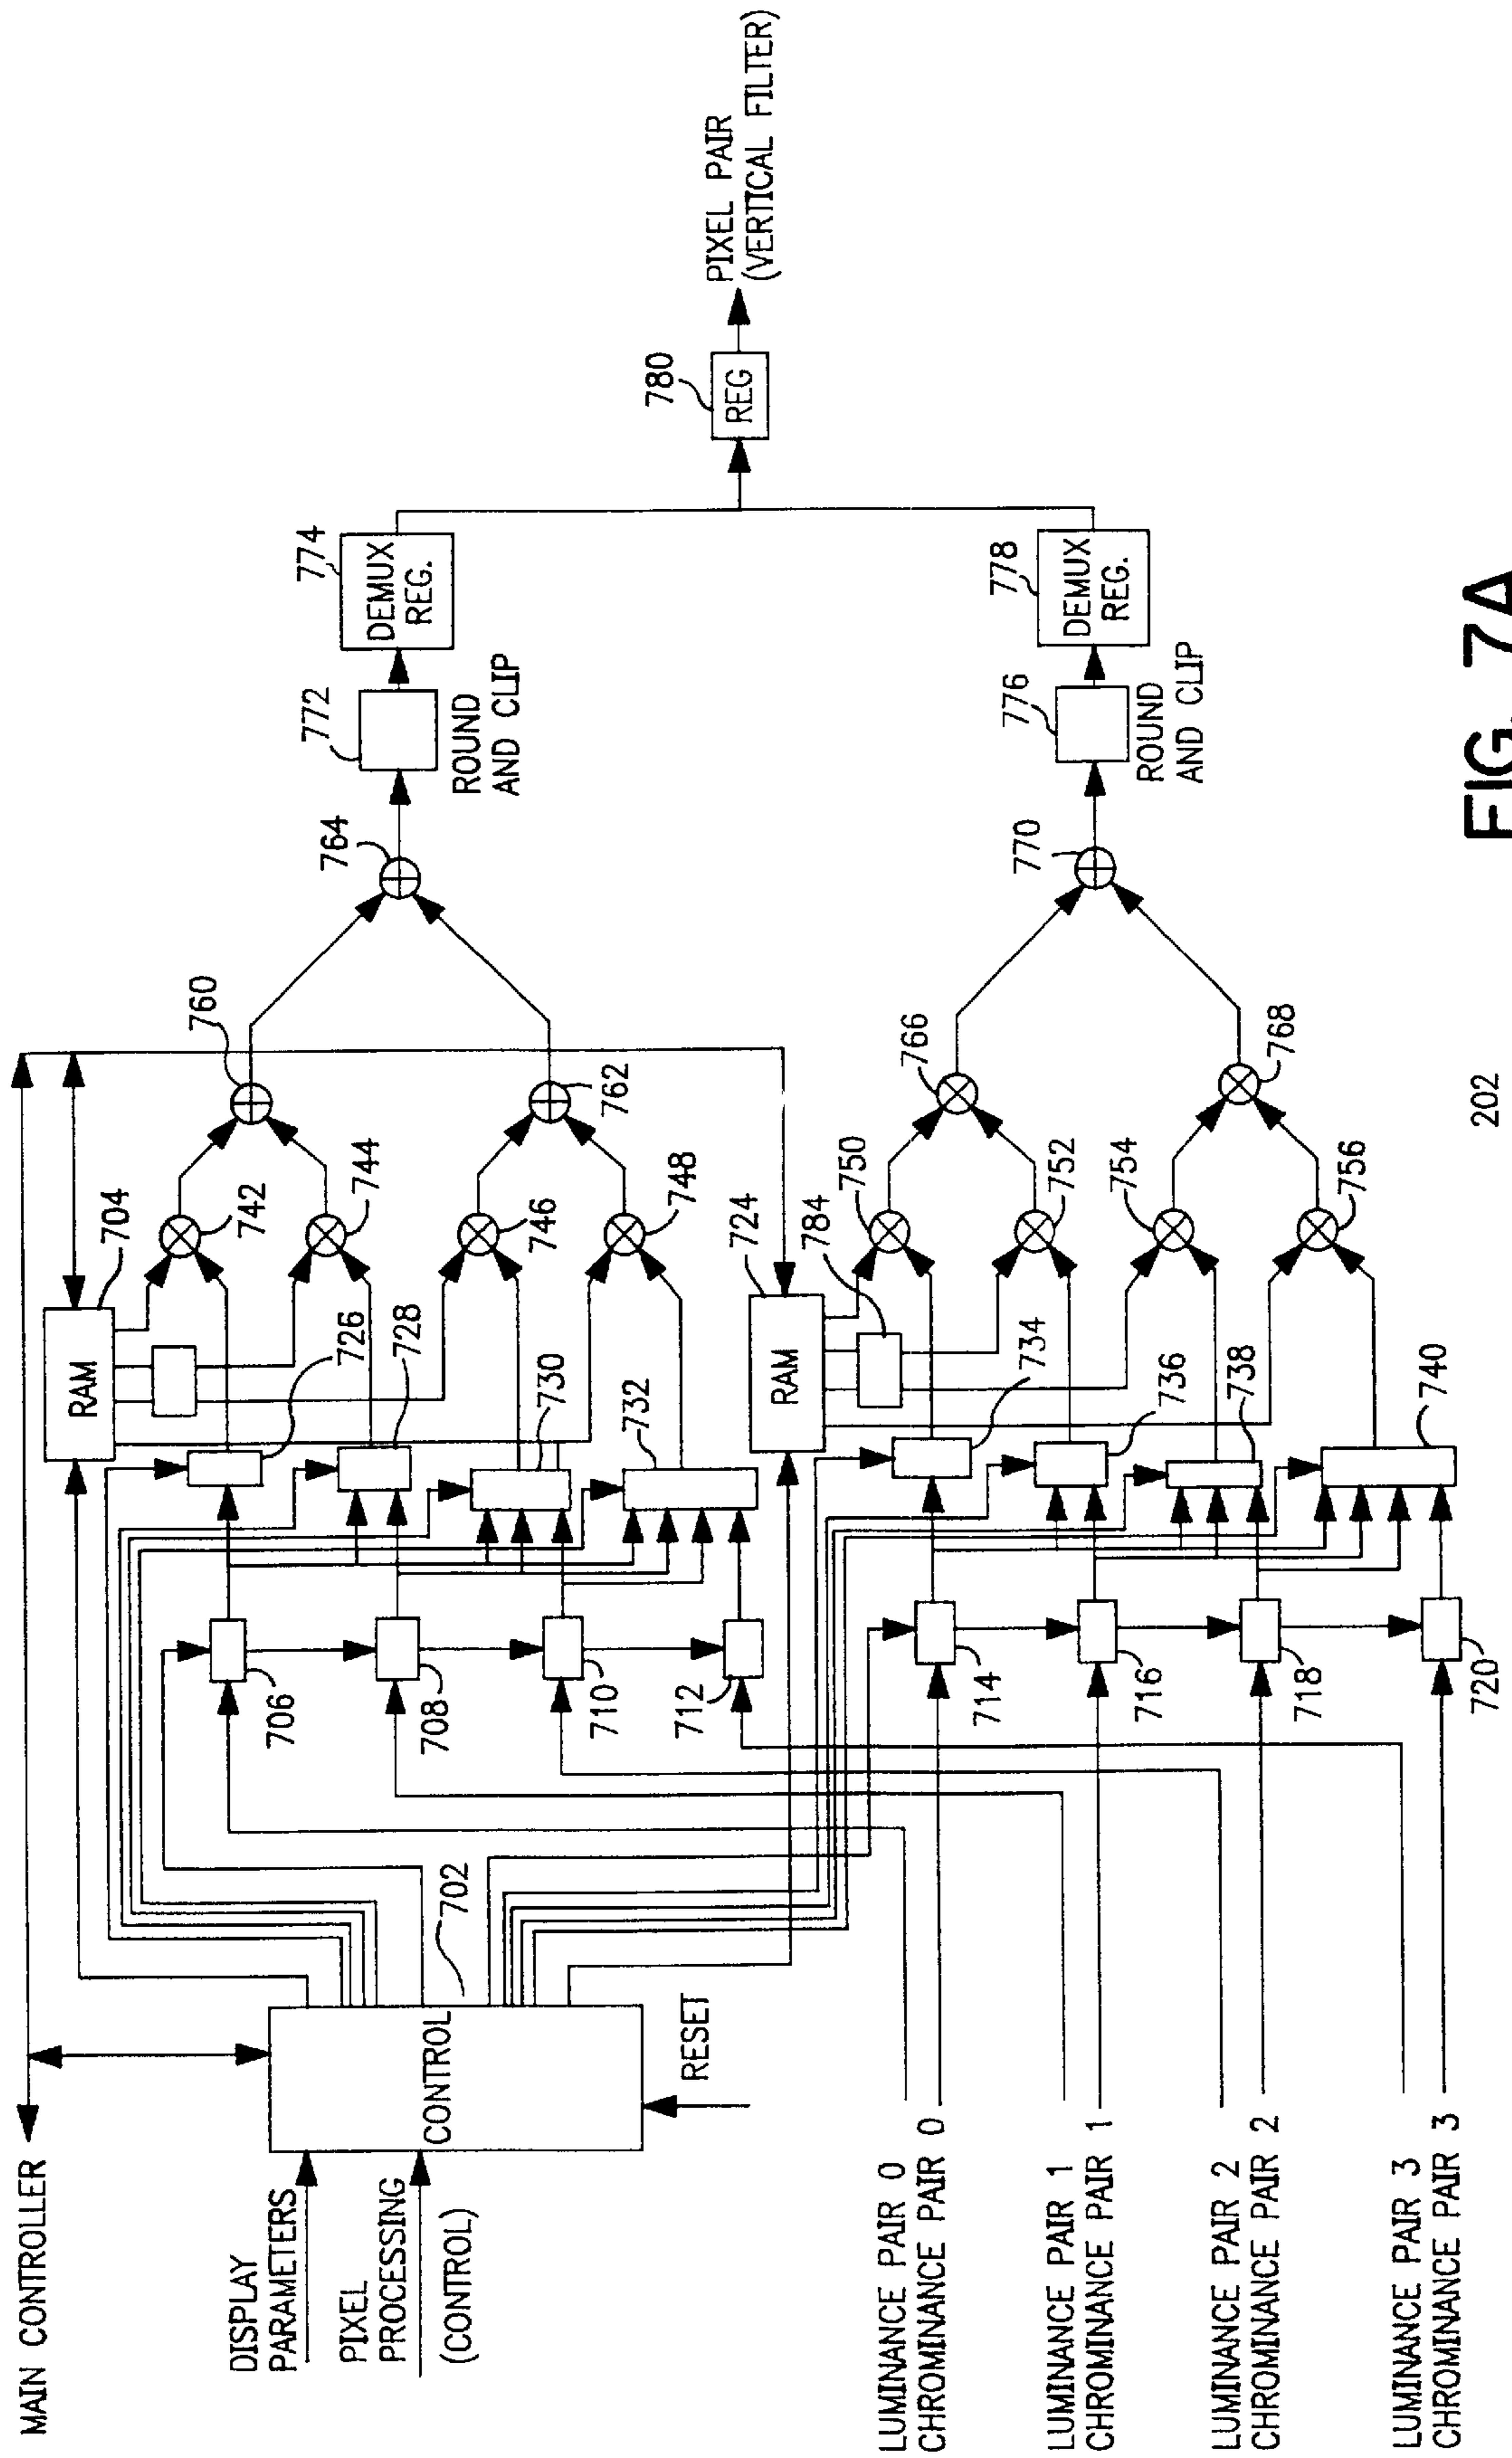 MAIN CONTROLLER
DISPLAY
PARAMETERS
PIXEL
PROCESSING
(CONTROL)
CONTROL
702
RESET
LUMINANCE PAIR 0
CHROMINANCE PAIR 0
LUMINANCE PAIR 1
CHROMINANCE PAIR 1
LUMINANCE PAIR 2
CHROMINANCE PAIR 2
LUMINANCE PAIR 3
CHROMINANCE PAIR 3
706
708
710
712
714
716
718
720
RAM
704
726
728
730
732
RAM
724
784
734
736
738
740
742
744
746
748
750
752
754
756
760
762
766
768
764
770
772
ROUND
AND CLIP
776
ROUND
AND CLIP
774
DEMUX
REG.
778
DEMUX
REG.
780
REG
PIXEL PAIR
(VERTICAL FILTER)
202
FIG. 7A